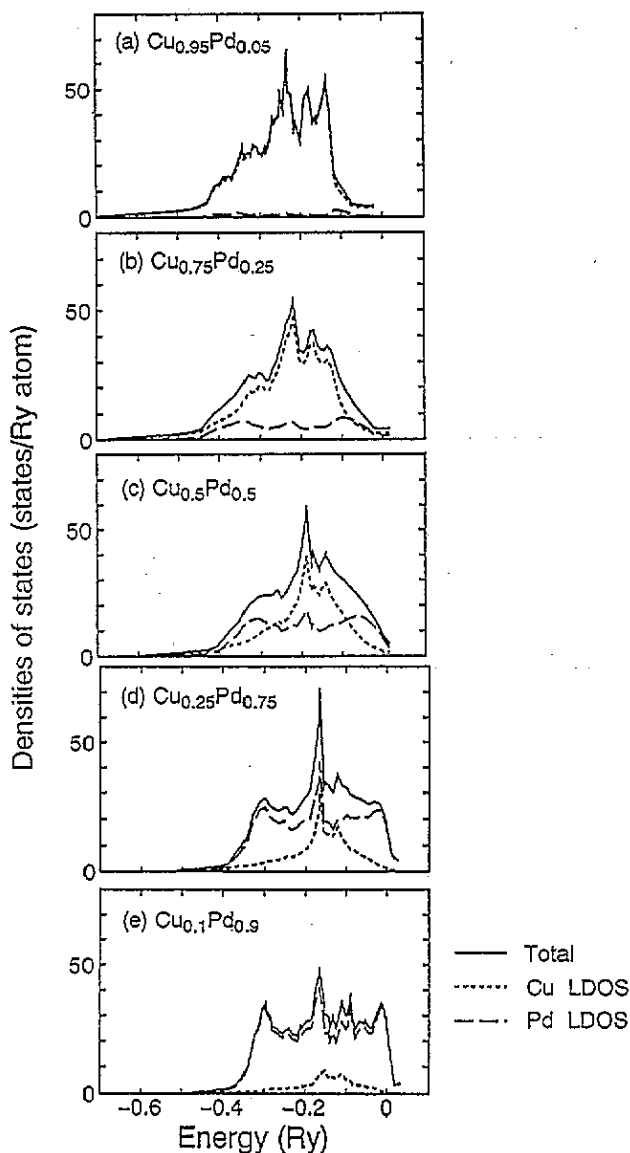 (a) Cu0.95Pd0.05
50
0
(b) Cu0.75Pd0.25
50
0
Densities of states (states/Ry atom)
(c) Cu0.5Pd0.5
50
0
(d) Cu0.25Pd0.75
50
0
(e) Cu0.1Pd0.9
50
0
Total
Cu LDOS
Pd LDOS
−0.6 −0.4 −0.2 0
Energy (Ry)